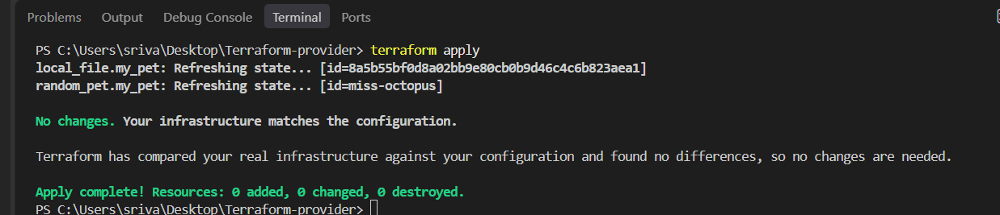 Problems Output Debug Console Terminal Ports
PS C:\Users\sriva\Desktop\Terraform-provider> terraform apply
local_file.my_pet: Refreshing state... [id=8a5b55bf0d8a02bb9e80cb0b9d46c4c6b823aea1]
random_pet.my_pet: Refreshing state... [id=miss-octopus]
No changes. Your infrastructure matches the configuration.
Terraform has compared your real infrastructure against your configuration and found no differences, so no changes are needed.
Apply complete! Resources: 0 added, 0 changed, 0 destroyed.
PS C:\Users\sriva\Desktop\Terraform-provider>